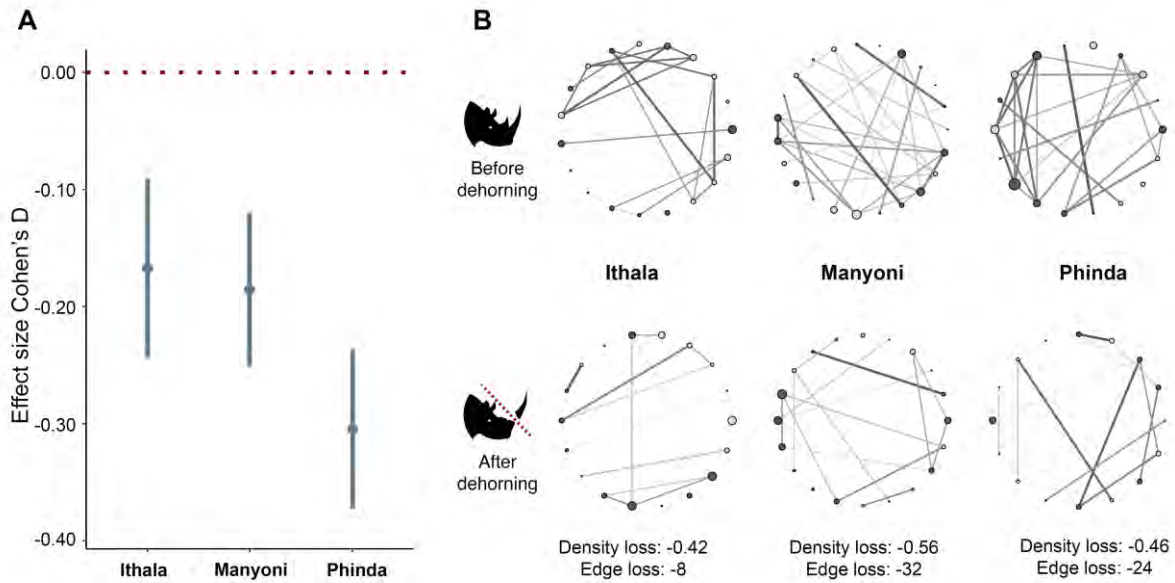 A
Effect size Cohen's D
0.00
-0.10
-0.20
-0.30
-0.40
Ithala Manyoni Phinda
B
Before
dehorning
Ithala Manyoni Phinda
After
dehorning
Density loss: -0.42 Density loss: -0.56 Density loss: -0.46
Edge loss: -8 Edge loss: -32 Edge loss: -24